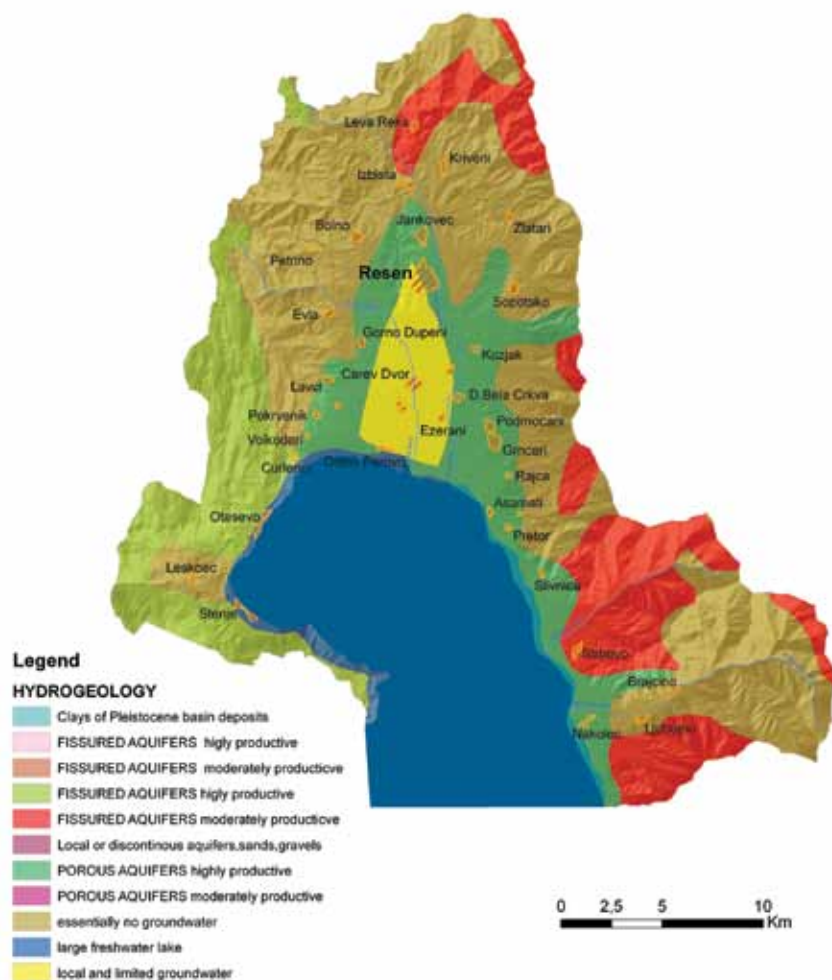 Leva Reka
Kriveni
Izbista
Jankovec
Bolno
Zlatari
Petrino
Resen
Sopotsko
Evla
Gorno Dupeni
Kozjak
Carev Dvor
Lavci
D.Bela Crkva
Pokrvenik
Podmocani
Ezerani
Volkoderi
Grncari
Rajca
Asamati
Otesevo
Pretor
Leskoec
Slivnica
Stenje
Brajcino
Nakolec
Ljubojno
Legend
HYDROGEOLOGY
Clays of Pleistocene basin deposits
FISSURED AQUIFERS higly productive
FISSURED AQUIFERS moderately producticve
FISSURED AQUIFERS higly productive
FISSURED AQUIFERS moderately producticve
Local or discontinous aquifers,sands,gravels
POROUS AQUIFERS highly productive
POROUS AQUIFERS moderately productive
essentially no groundwater
large freshwater lake
local and limited groundwater
0 2,5 5 10
Km